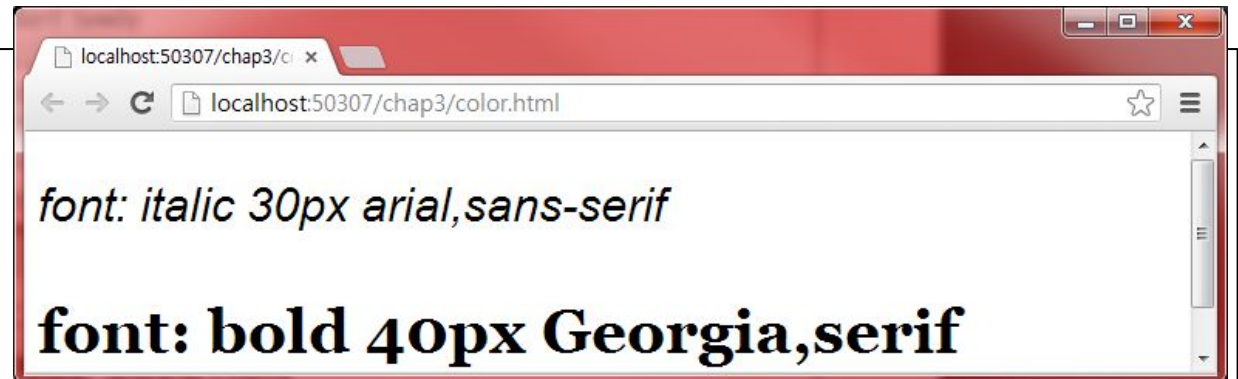 localhost:50307/chap3/c
localhost:50307/chap3/color.html
font: italic 30px arial,sans-serif
font: bold 40px Georgia,serif